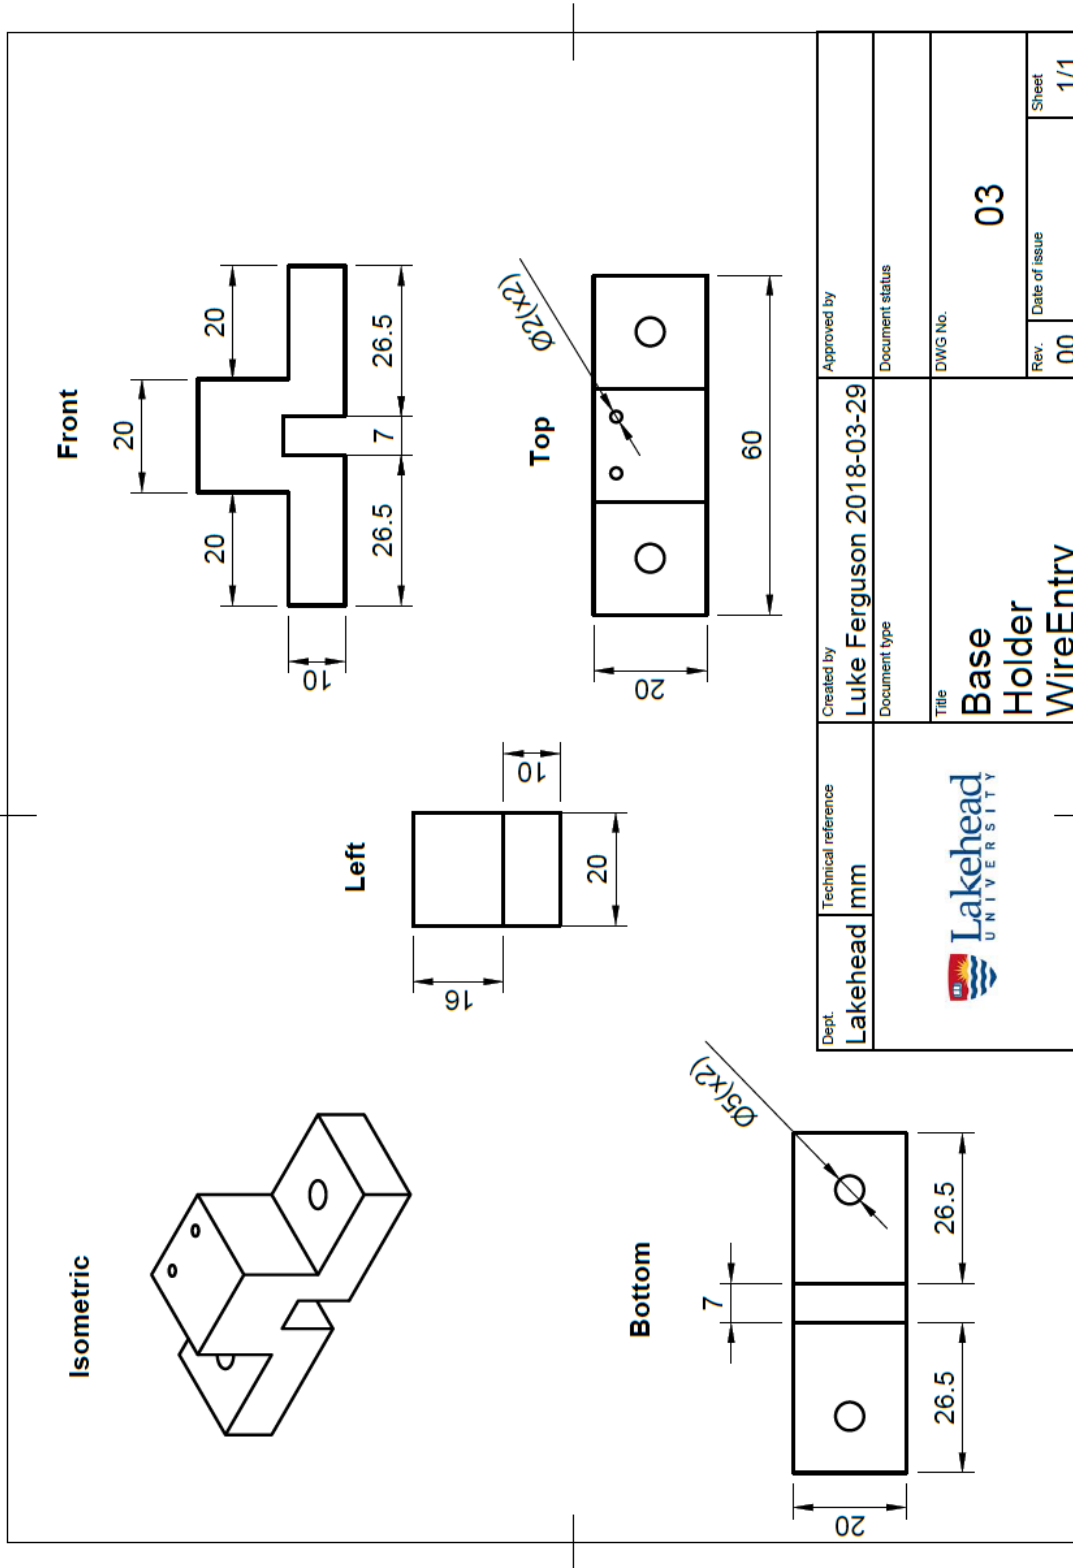 Isometric
Left
16
10
20
Front
20
20
20
10
26.5
7
26.5
Bottom
Ø5(x2)
7
20
26.5
26.5
Top
Ø2(x2)
20
60
Dept.
Lakehead
Technical reference
mm
Created by
Luke Ferguson 2018-03-29
Approved by
Document type
Document status
Lakehead
UNIVERSITY
Title
Base
Holder
WireEntry
DWG No.
03
Rev.
00
Date of issue
Sheet
1/1